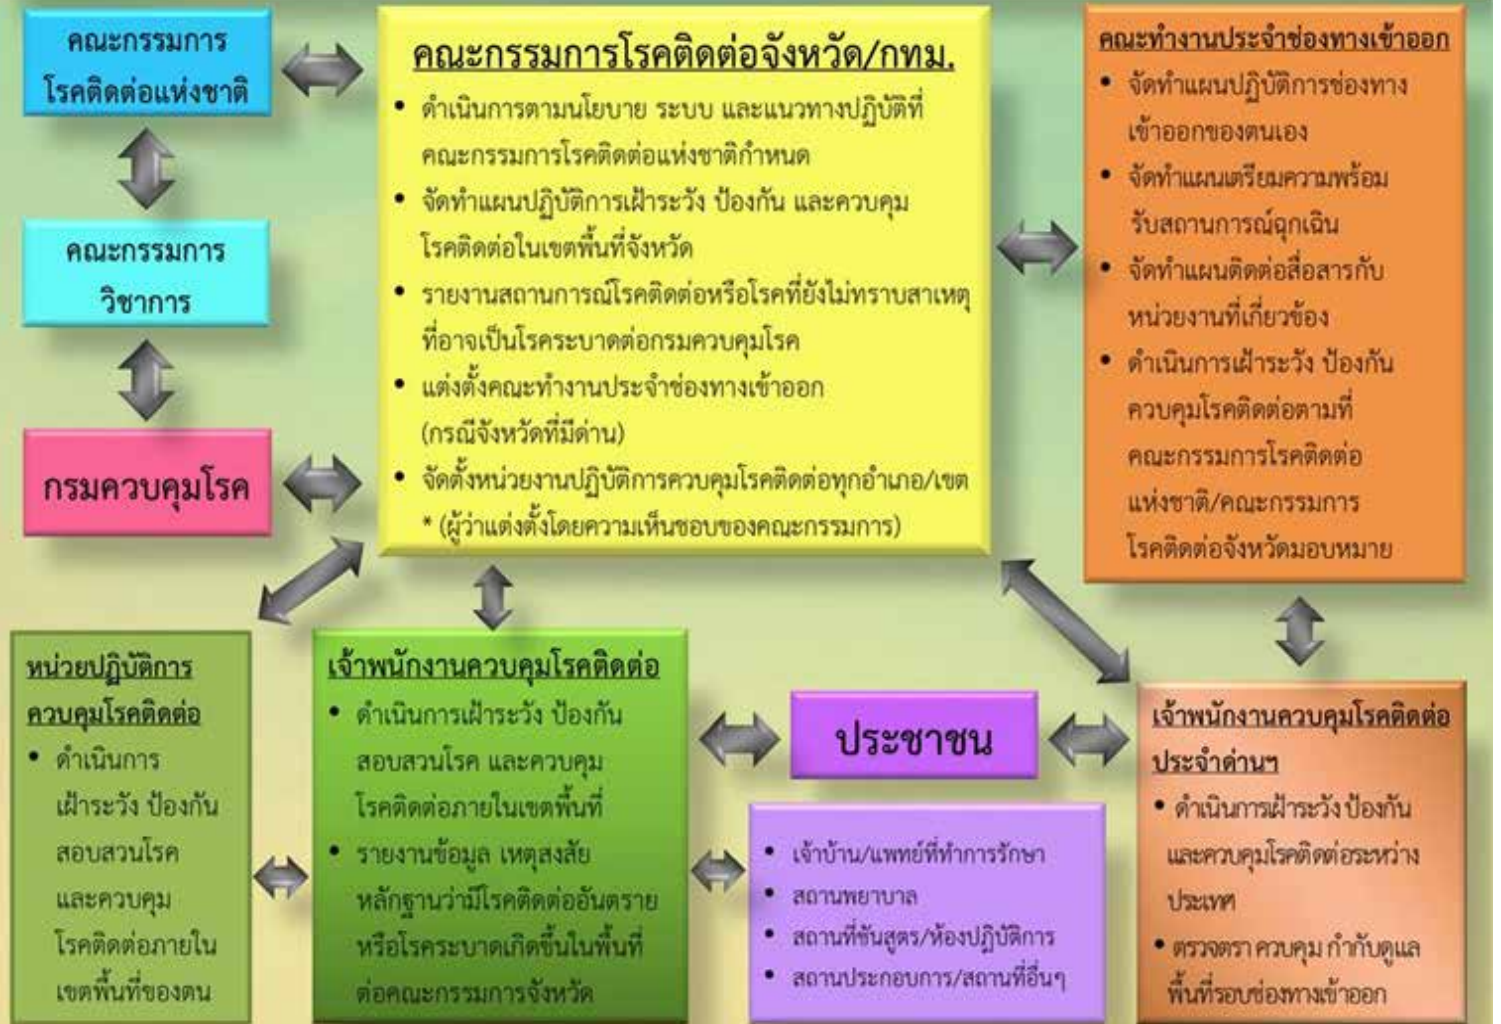 คณะกรรมการ
โรคติดต่อแห่งชาติ
คณะกรรมการ
วิชาการ
กรมควบคุมโรค
คณะกรรมการโรคติดต่อจังหวัด/กทม.
• ดำเนินการตามนโยบาย ระบบ และแนวทางปฏิบัติที่
คณะกรรมการโรคติดต่อแห่งชาติกำหนด
• จัดทำแผนปฏิบัติการเฝ้าระวัง ป้องกัน และควบคุม
โรคติดต่อในเขตพื้นที่จังหวัด
• รายงานสถานการณ์โรคติดต่อหรือโรคที่ยังไม่ทราบสาเหตุ
ที่อาจเป็นโรคระบาดต่อกรมควบคุมโรค
• แต่งตั้งคณะทำงานประจำช่องทางเข้าออก
(กรณีจังหวัดที่มีด่าน)
• จัดตั้งหน่วยงานปฏิบัติการควบคุมโรคติดต่อทุกอำเภอ/เขต
* (ผู้ว่าแต่งตั้งโดยความเห็นชอบของคณะกรรมการ)
คณะทำงานประจำช่องทางเข้าออก
• จัดทำแผนปฏิบัติการช่องทาง
เข้าออกของตนเอง
• จัดทำแผนเตรียมความพร้อม
รับสถานการณ์ฉุกเฉิน
• จัดทำแผนติดต่อสื่อสารกับ
หน่วยงานที่เกี่ยวข้อง
• ดำเนินการเฝ้าระวัง ป้องกัน
ควบคุมโรคติดต่อตามที่
คณะกรรมการโรคติดต่อ
แห่งชาติ/คณะกรรมการ
โรคติดต่อจังหวัดมอบหมาย
หน่วยปฏิบัติการ
ควบคุมโรคติดต่อ
• ดำเนินการ
เฝ้าระวัง ป้องกัน
สอบสวนโรค
และควบคุม
โรคติดต่อภายใน
เขตพื้นที่ของตน
เจ้าพนักงานควบคุมโรคติดต่อ
• ดำเนินการเฝ้าระวัง ป้องกัน
สอบสวนโรค และควบคุม
โรคติดต่อภายในเขตพื้นที่
• รายงานข้อมูล เหตุสงสัย
หลักฐานว่ามีโรคติดต่ออันตราย
หรือโรคระบาดเกิดขึ้นในพื้นที่
ต่อคณะกรรมการจังหวัด
ประชาชน
• เจ้าบ้าน/แพทย์ที่ทำการรักษา
• สถานพยาบาล
• สถานที่ชันสูตร/ห้องปฏิบัติการ
• สถานประกอบการ/สถานที่อื่นๆ
เจ้าพนักงานควบคุมโรคติดต่อ
ประจำด่านฯ
• ดำเนินการเฝ้าระวัง ป้องกัน
และควบคุมโรคติดต่อระหว่าง
ประเทศ
• ตรวจตรา ควบคุม กำกับดูแล
พื้นที่รอบช่องทางเข้าออก